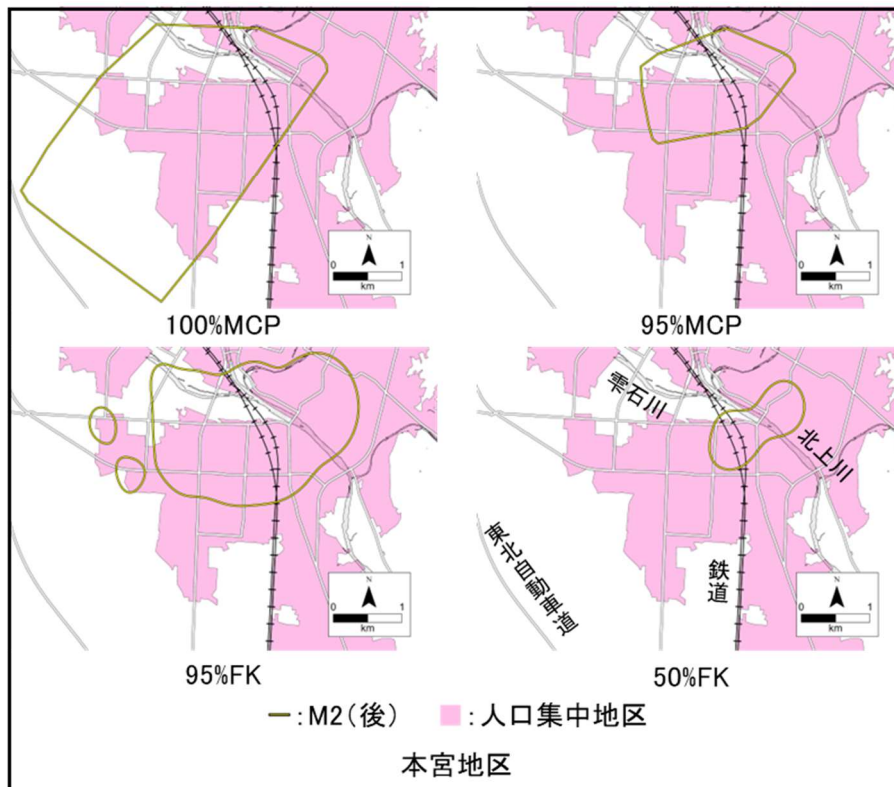 N
0 1
km
100%MCP
N
0 1
km
95%MCP
N
0 1
km
95%FK
雫石川
北上川
東北自動車道
鉄道
N
0 1
km
50%FK
ー:M2(後) :人口集中地区
本宮地区